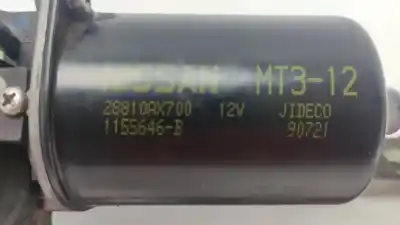 NISSAN MT3-12
28810AX700 12V JIDECO
1155646-B 90721